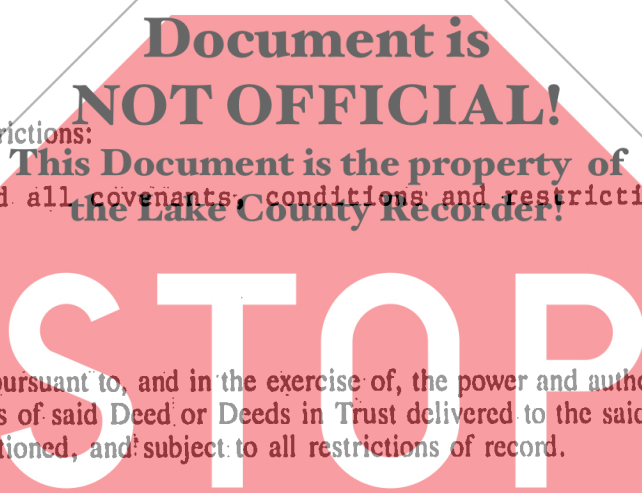 Document is
NOT OFFICIAL!
rictions:
This Document is the property of
d all covenants, conditions and restricti
the Lake County Recorder!
STOP
pursuant to, and in the exercise of, the power and autho
s of said Deed or Deeds in Trust delivered to the said
tioned, and subject to all restrictions of record.